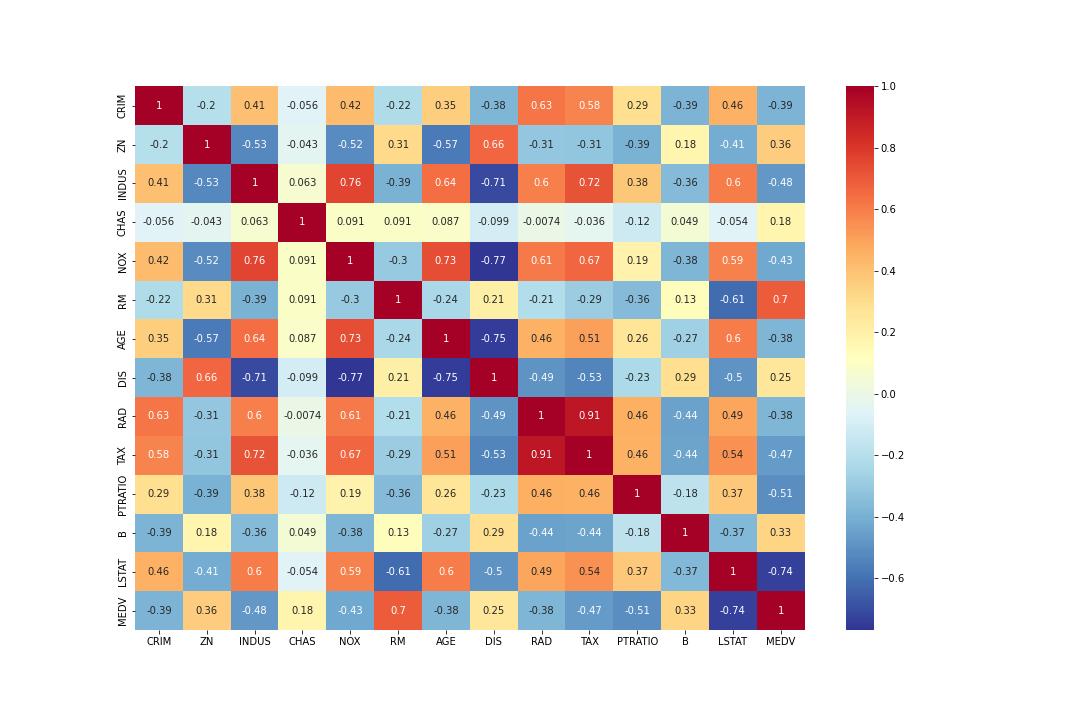 1.0
CRIM 1 -0.2 0.41 -0.056 0.42 -0.22 0.35 -0.38 0.63 0.58 0.29 -0.39 0.46 -0.39
0.8
ZN -0.2 1 -0.53 -0.043 -0.52 0.31 -0.57 0.66 -0.31 -0.31 -0.39 0.18 -0.41 0.36
INDUS 0.41 -0.53 1 0.063 0.76 -0.39 0.64 -0.71 0.6 0.72 0.38 -0.36 0.6 -0.48
0.6
CHAS -0.056 -0.043 0.063 1 0.091 0.091 0.087 -0.099 -0.0074 -0.036 -0.12 0.049 -0.054 0.18
NOX 0.42 -0.52 0.76 0.091 1 -0.3 0.73 -0.77 0.61 0.67 0.19 -0.38 0.59 -0.43
0.4
RM -0.22 0.31 -0.39 0.091 -0.3 1 -0.24 0.21 -0.21 -0.29 -0.36 0.13 -0.61 0.7
0.2
AGE 0.35 -0.57 0.64 0.087 0.73 -0.24 1 -0.75 0.46 0.51 0.26 -0.27 0.6 -0.38
DIS -0.38 0.66 -0.71 -0.099 -0.77 0.21 -0.75 1 -0.49 -0.53 -0.23 0.29 -0.5 0.25
0.0
RAD 0.63 -0.31 0.6 -0.0074 0.61 -0.21 0.46 -0.49 1 0.91 0.46 -0.44 0.49 -0.38
TAX 0.58 -0.31 0.72 -0.036 0.67 -0.29 0.51 -0.53 0.91 1 0.46 -0.44 0.54 -0.47
−0.2
PTRATIO 0.29 -0.39 0.38 -0.12 0.19 -0.36 0.26 -0.23 0.46 0.46 1 -0.18 0.37 -0.51
−0.4
B -0.39 0.18 -0.36 0.049 -0.38 0.13 -0.27 0.29 -0.44 -0.44 -0.18 1 -0.37 0.33
LSTAT 0.46 -0.41 0.6 -0.054 0.59 -0.61 0.6 -0.5 0.49 0.54 0.37 -0.37 1 -0.74
−0.6
MEDV -0.39 0.36 -0.48 0.18 -0.43 0.7 -0.38 0.25 -0.38 -0.47 -0.51 0.33 -0.74 1
CRIM ZN INDUS CHAS NOX RM AGE DIS RAD TAX PTRATIO B LSTAT MEDV